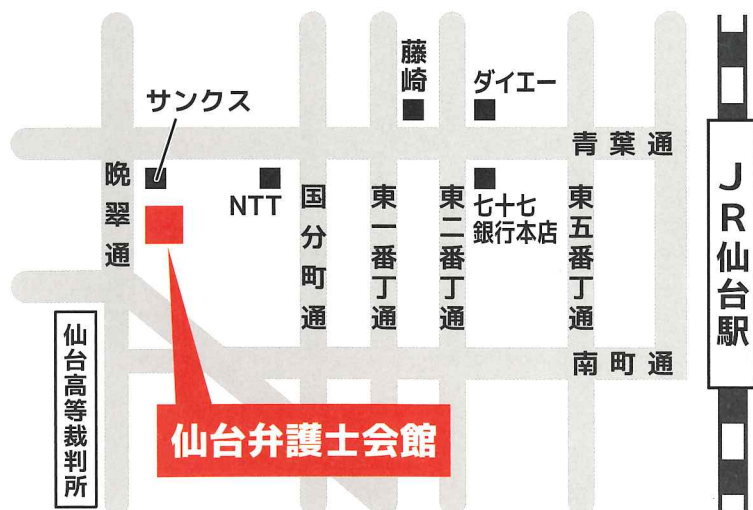 藤崎
ダイエー
サンクス
青葉通
晩翠通
NTT
国分町通
東一番丁通
東二番丁通
七十七
銀行本店
東五番丁通
JR仙台駅
南町通
仙台高等裁判所
仙台弁護士会館